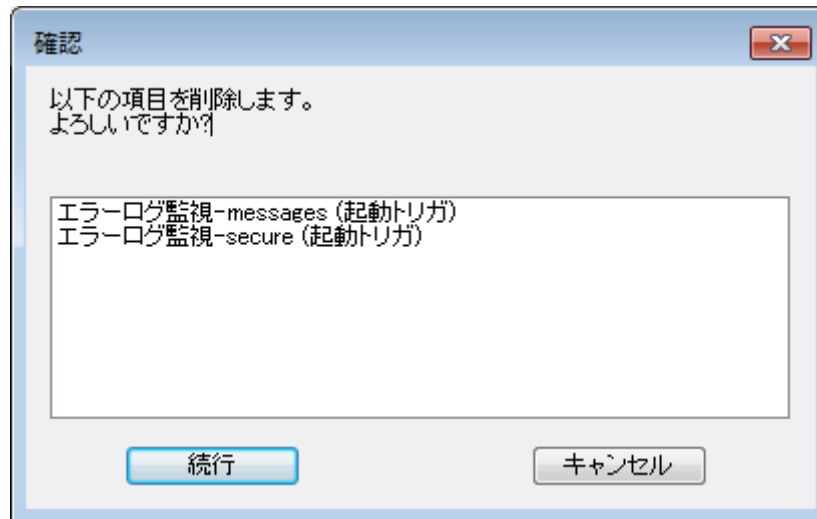 確認
以下の項目を削除します。
よろしいですか?
エラーログ監視-messages (起動トリガ)
エラーログ監視-secure (起動トリガ)
続行
キャンセル